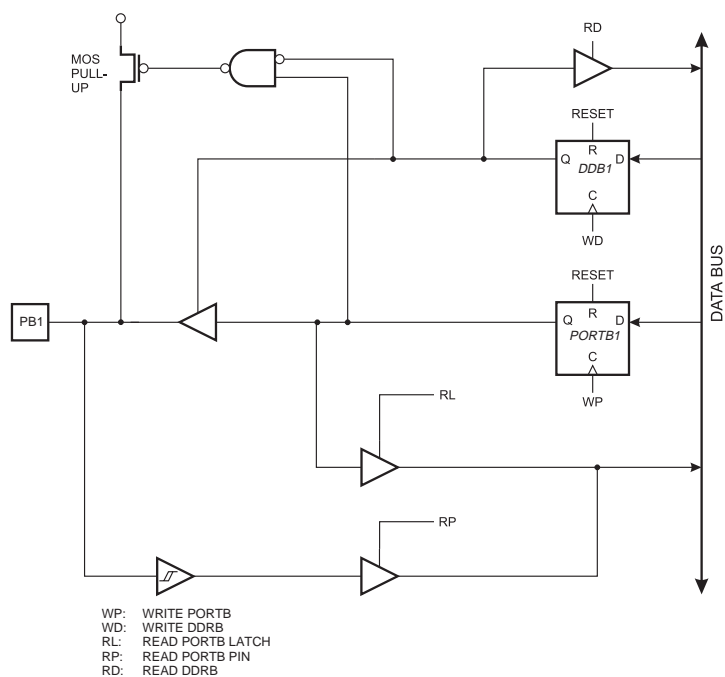 RD
MOS
PULL-
UP
RESET
R
Q
D
DDB1
C
WD
DATA BUS
RESET
R
PB1
Q
D
PORTB1
C
WP
RL
RP
WP: WRITE PORTB
WD: WRITE DDRB
RL: READ PORTB LATCH
RP: READ PORTB PIN
RD: READ DDRB